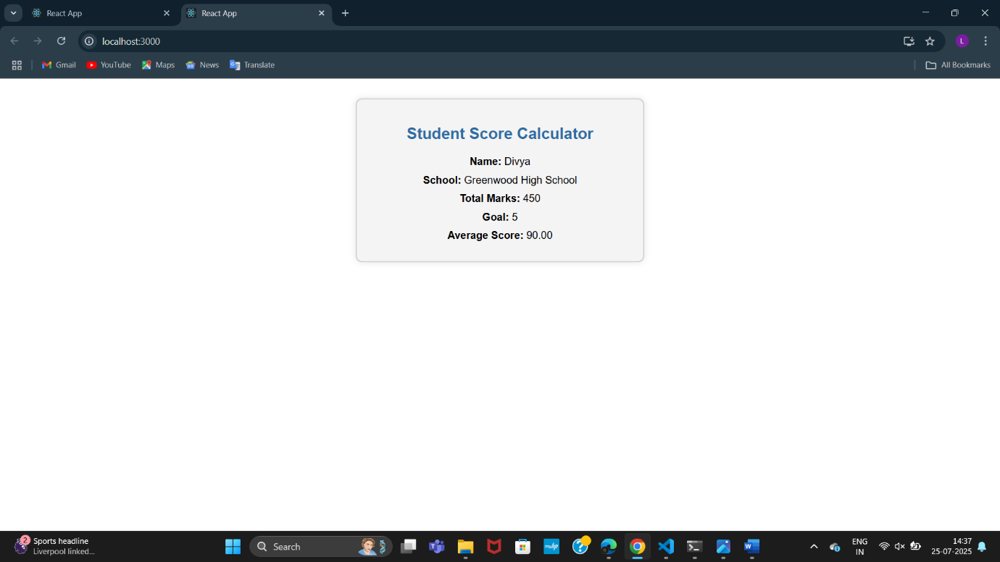 React App
React App
localhost:3000
L
Gmail
YouTube
Maps
News
Translate
All Bookmarks
Student Score Calculator
Name: Divya
School: Greenwood High School
Total Marks: 450
Goal: 5
Average Score: 90.00
2
Sports headline
Liverpool linked...
Search
myhp
ENG
IN
14:37
25-07-2025